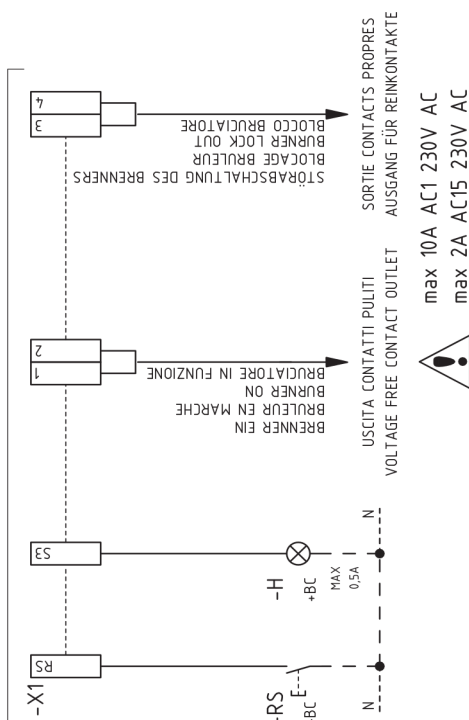 -X1
RS
S3
1
2
3
4
-RS
+BC
N
-H
+BC
MAX
0,5A
N
BRENNER EIN
BRULEUR EN MARCHE
BURNER ON
BRUCIATORE IN FUNZIONE
STÖRABSCHALTUNG DES BRENNERS
BLOCAGE BRULEUR
BURNER LOCK OUT
BLOCCO BRUCIATORE
USCITA CONTATTI PULITI
VOLTAGE FREE CONTACT OUTLET
SORTIE CONTACTS PROPRES
AUSGANG FÜR REINKONTAKTE
max 10A AC1 230V AC
max 2A AC15 230V AC